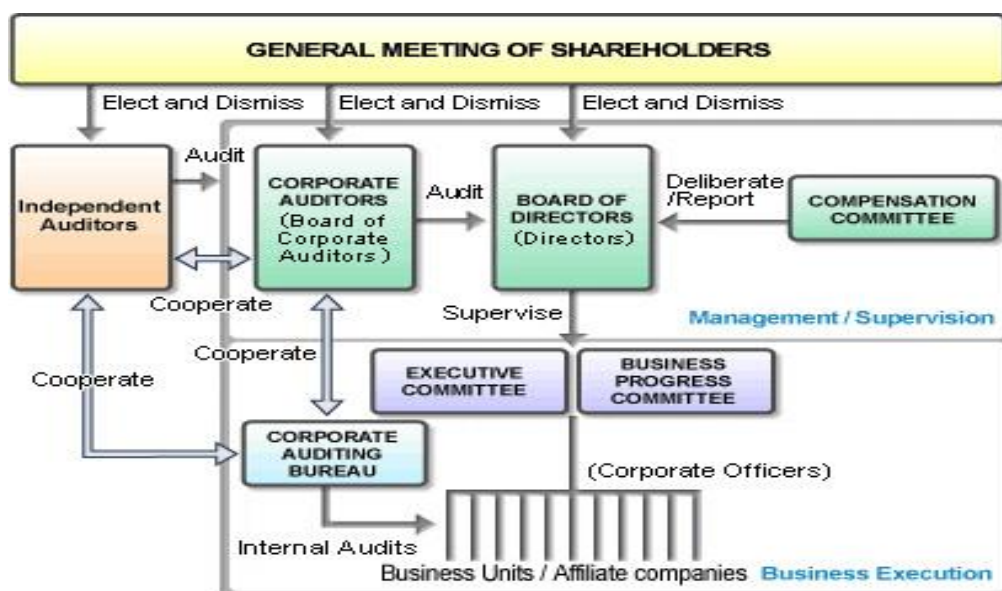 GENERAL MEETING OF SHAREHOLDERS
Elect and Dismiss
Elect and Dismiss
Elect and Dismiss
Independent
Auditors
Audit
CORPORATE
AUDITORS
(Board of
Corporate
Auditors)
Audit
BOARD OF
DIRECTORS
(Directors)
Deliberate
/Report
COMPENSATION
COMMITTEE
Cooperate
Supervise
Management / Supervision
Cooperate
Cooperate
EXECUTIVE
COMMITTEE
BUSINESS
PROGRESS
COMMITTEE
CORPORATE
AUDITING
BUREAU
(Corporate Officers)
Internal Audits
Business Units / Affiliate companies
Business Execution